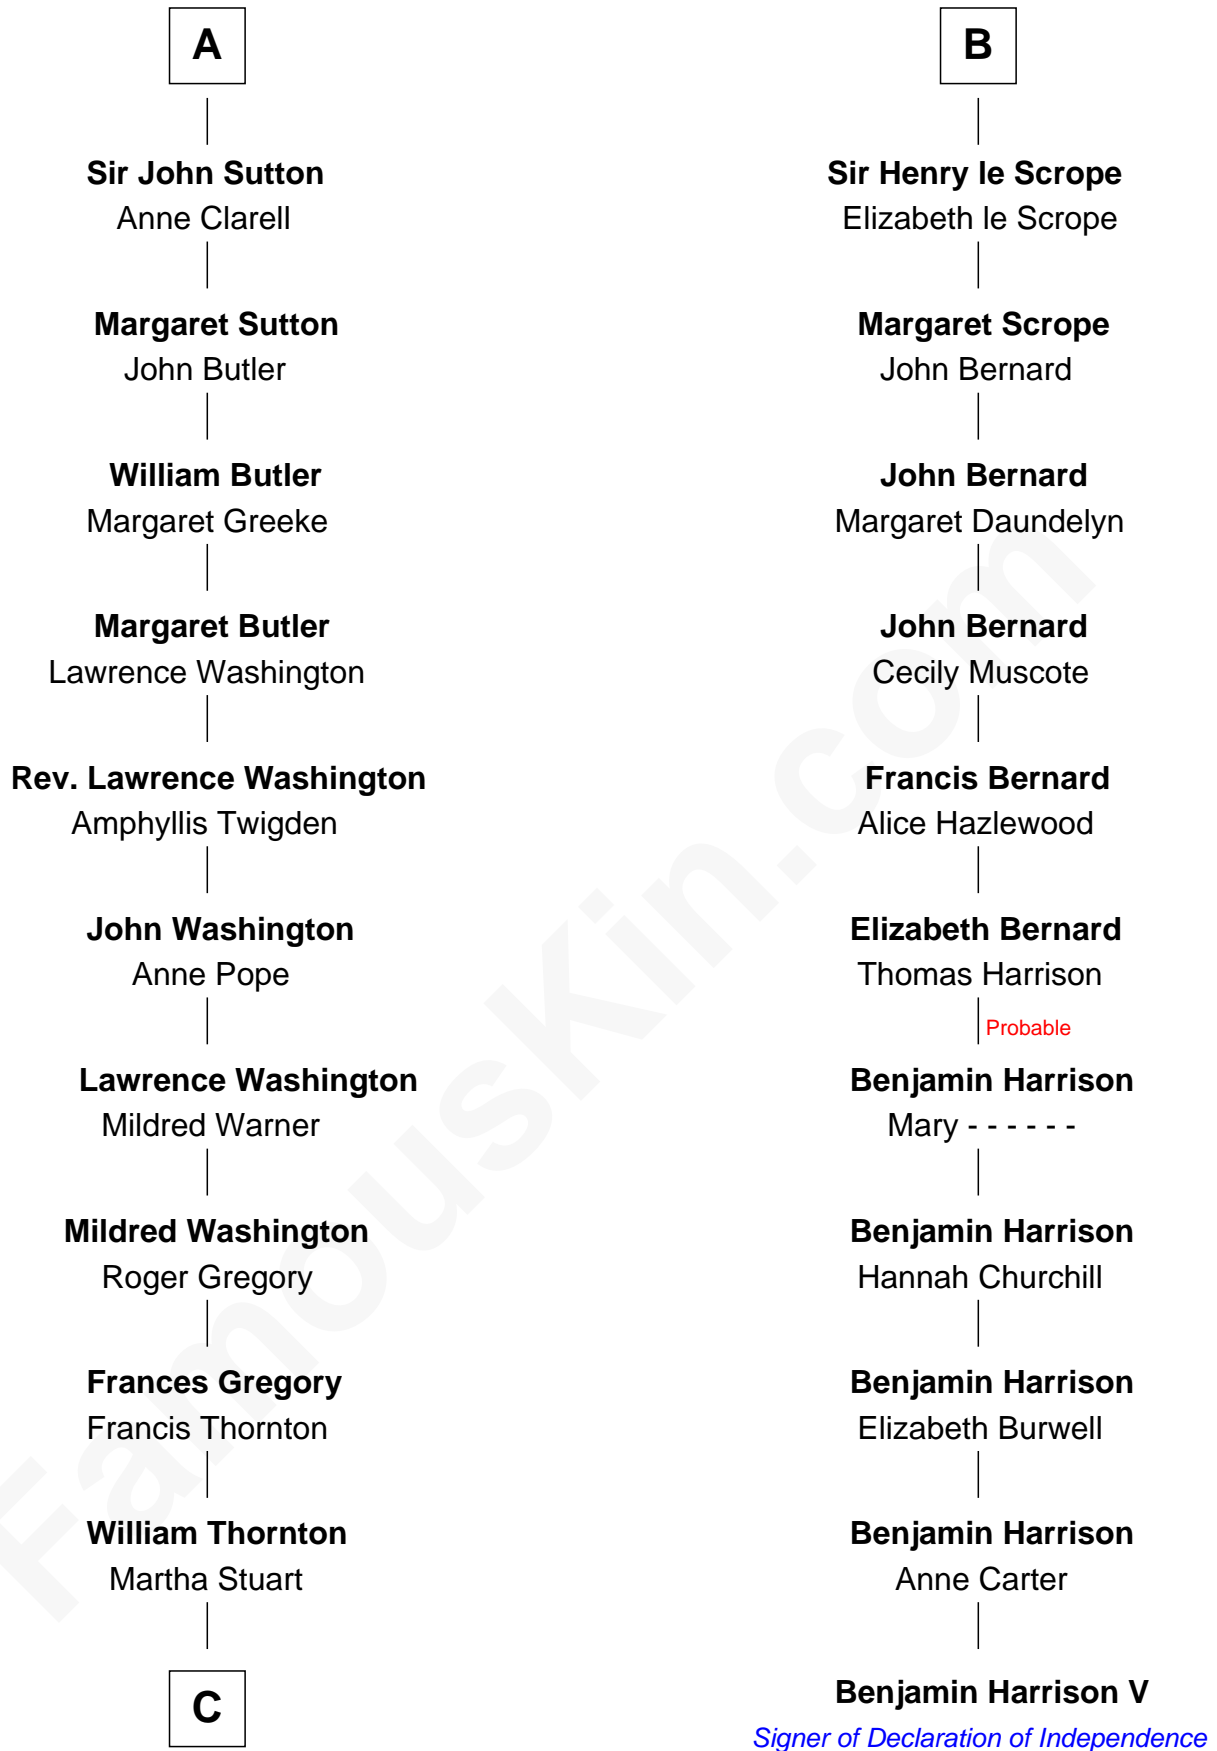 A
Sir John Sutton
Anne Clarell
Margaret Sutton
John Butler
William Butler
Margaret Greeke
Margaret Butler
Lawrence Washington
Rev. Lawrence Washington
Amphyllis Twigden
John Washington
Anne Pope
Lawrence Washington
Mildred Warner
Mildred Washington
Roger Gregory
Frances Gregory
Francis Thornton
William Thornton
Martha Stuart
C
B
Sir Henry le Scrope
Elizabeth le Scrope
Margaret Scrope
John Bernard
John Bernard
Margaret Daundelyn
John Bernard
Cecily Muscote
Francis Bernard
Alice Hazlewood
Elizabeth Bernard
Thomas Harrison
Probable
Benjamin Harrison
Mary - - - - - -
Benjamin Harrison
Hannah Churchill
Benjamin Harrison
Elizabeth Burwell
Benjamin Harrison
Anne Carter
Benjamin Harrison V
Signer of Declaration of Independence
FamousKin.com